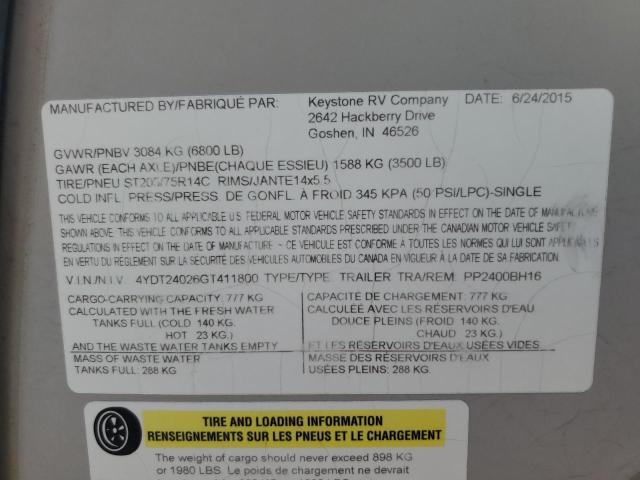 MANUFACTURED BY/FABRIQUÉ PAR: Keystone RV Company DATE: 6/24/2015
2642 Hackberry Drive
Goshen, IN 46526
GVWR/PNBV 3084 KG (6800 LB)
GAWR (EACH AXLE)/PNBE(CHAQUE ESSIEU) 1588 KG (3500 LB)
TIRE/PNEU ST205/75R14C RIMS/JANTE14x5.5
COLD INFL. PRESS/PRESS. DE GONFL. À FROID 345 KPA (50 PSI/LPC)-SINGLE
THIS VEHICLE CONFORMS TO ALL APPLICABLE U.S. FEDERAL MOTOR VEHICLE SAFETY STANDARDS IN EFFECT ON THE DATE OF MANUFACTURE
SHOWN ABOVE. THIS VEHICLE CONFORMS TO ALL APPLICABLE STANDARDS PRESCRIBED UNDER THE CANADIAN MOTOR VEHICLE SAFETY
REGULATIONS IN EFFECT ON THE DATE OF MANUFACTURE ~ CE VÉHICULE EST CONFORME À TOUTES LES NORMES QUI LUI SONT
EN VERTU DU RÈGLEMENT SUR LA SÉCURITÉ DES VÉHICULES AUTOMOBILES DU CANADA EN VIGUEUR À LA DATE DE SA FABRICATION
V.I.N./N.I.V. 4YDT24026GT411800 TYPE/TYPE TRAILER TRA/REM. PP2400BH16
CARGO-CARRYING CAPACITY: 777 KG
CALCULATED WITH THE FRESH WATER
TANKS FULL (COLD 140 KG.
HOT 23 KG.)
AND THE WASTE WATER TANKS EMPTY
MASS OF WASTE WATER
TANKS FULL: 288 KG
CAPACITÉ DE CHARGEMENT: 777 KG
CALCULÉE AVEC LES RÉSERVOIRS D'EAU
DOUCE PLEINS (FROID 140 KG.
CHAUD 23 KG.)
ET LES RÉSERVOIRS D'EAUX USÉES VIDES
MASSE DES RÉSERVOIRS D'EAUX
USÉES PLEINS: 288 KG.
TIRE AND LOADING INFORMATION
RENSEIGNEMENTS SUR LES PNEUS ET LE CHARGEMENT
The weight of cargo should never exceed 898 KG
or 1980 LBS. Le poids de chargement ne devrait